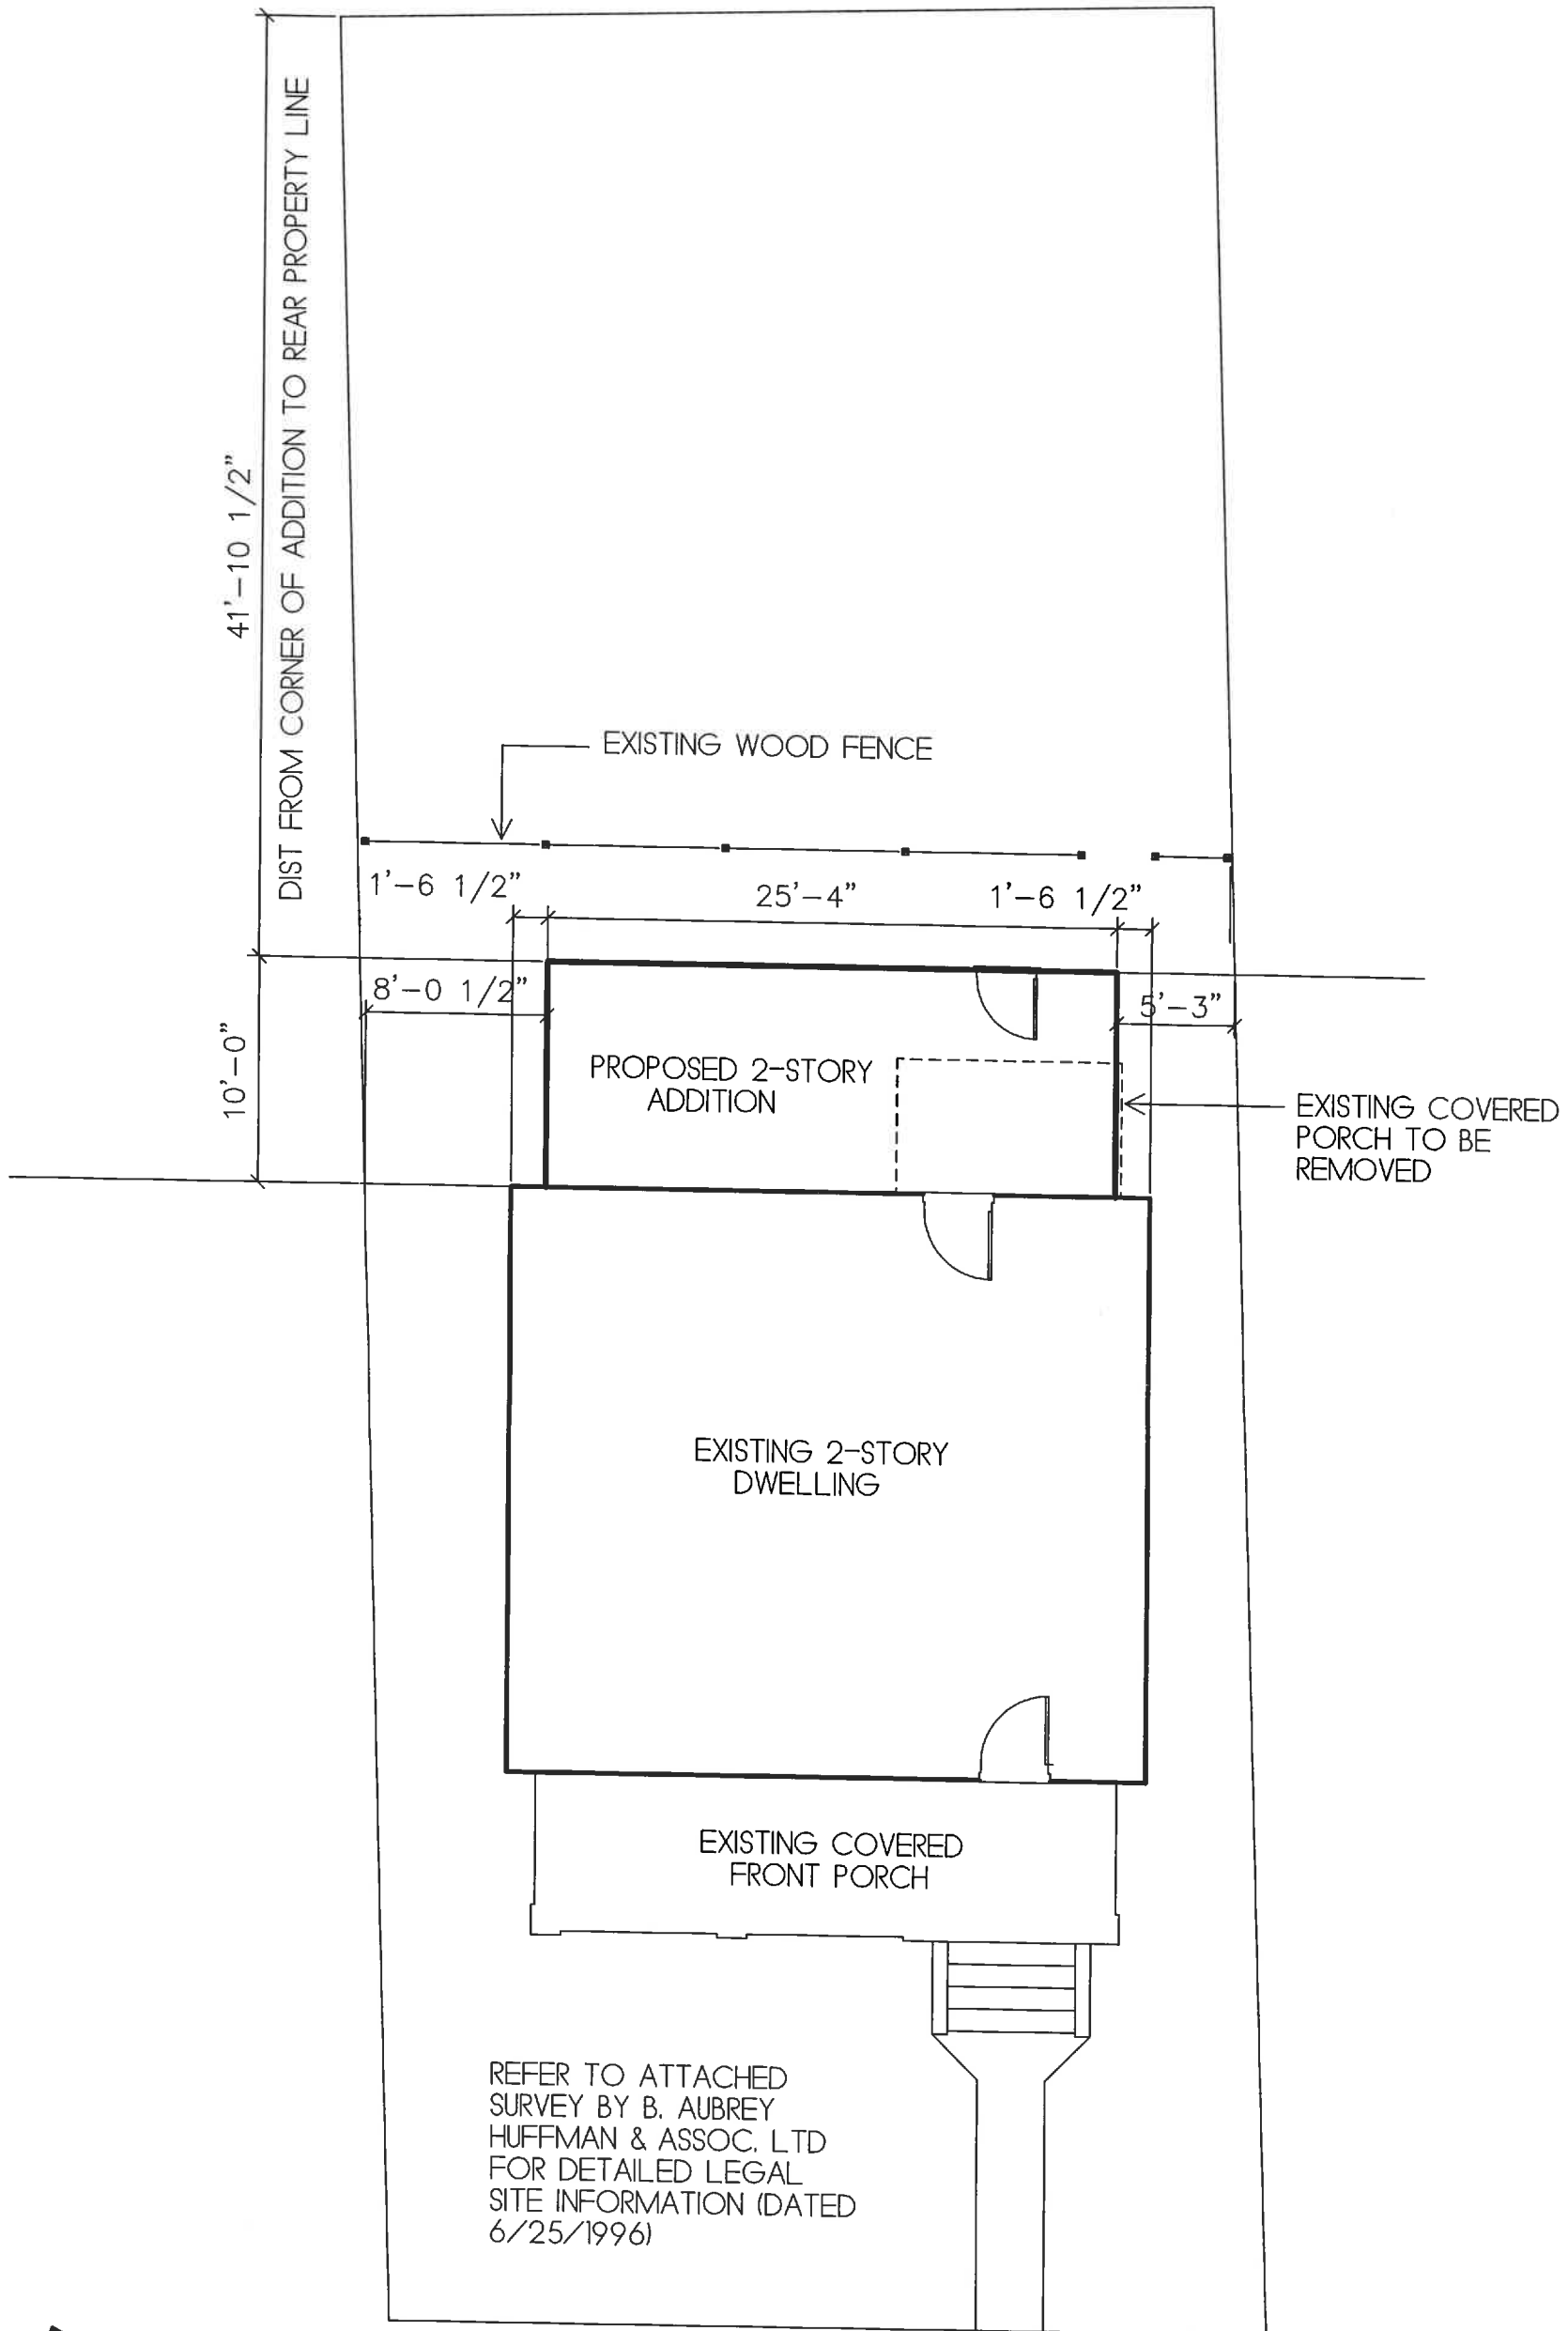 DIST FROM CORNER OF ADDITION TO REAR PROPERTY LINE
41'-10 1/2"
EXISTING WOOD FENCE
1'-6 1/2"
25'-4"
1'-6 1/2"
8'-0 1/2"
5'-3"
10'-0"
PROPOSED 2-STORY
ADDITION
EXISTING COVERED
PORCH TO BE
REMOVED
EXISTING 2-STORY
DWELLING
EXISTING COVERED
FRONT PORCH
REFER TO ATTACHED
SURVEY BY B. AUBREY
HUFFMAN & ASSOC. LTD
FOR DETAILED LEGAL
SITE INFORMATION (DATED
6/25/1996)